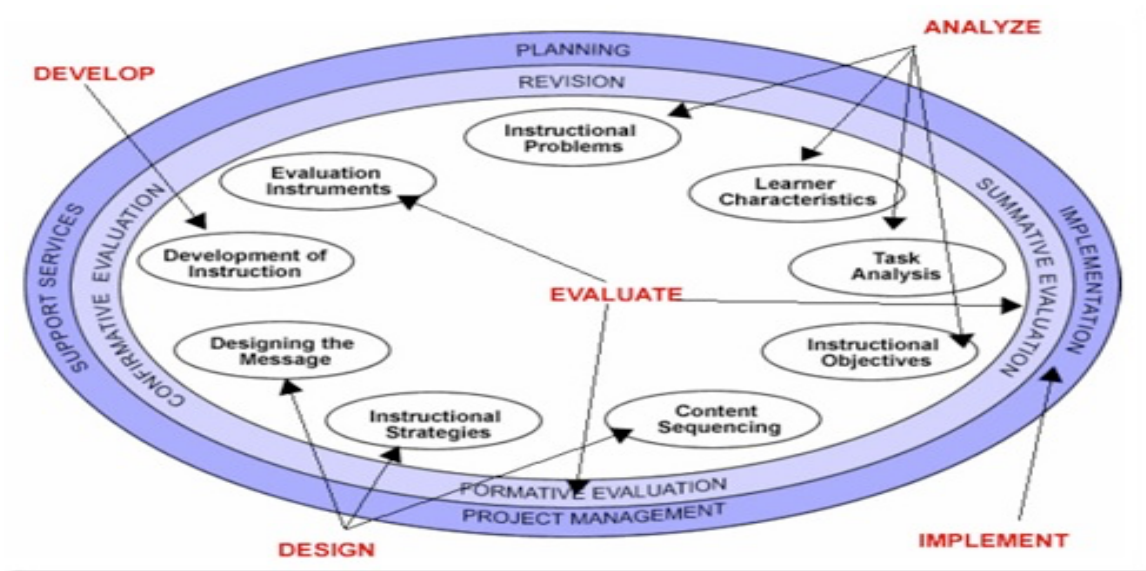 ANALYZE
PLANNING
DEVELOP
REVISION
Instructional
Problems
Evaluation
Instruments
Learner
Characteristics
SUPPORT SERVICES
CONFIRMATIVE EVALUATION
SUMMATIVE EVALUATION
IMPLEMENTATION
Development of
Instruction
Task
Analysis
EVALUATE
Designing the
Message
Instructional
Objectives
Instructional
Strategies
Content
Sequencing
FORMATIVE EVALUATION
PROJECT MANAGEMENT
DESIGN
IMPLEMENT